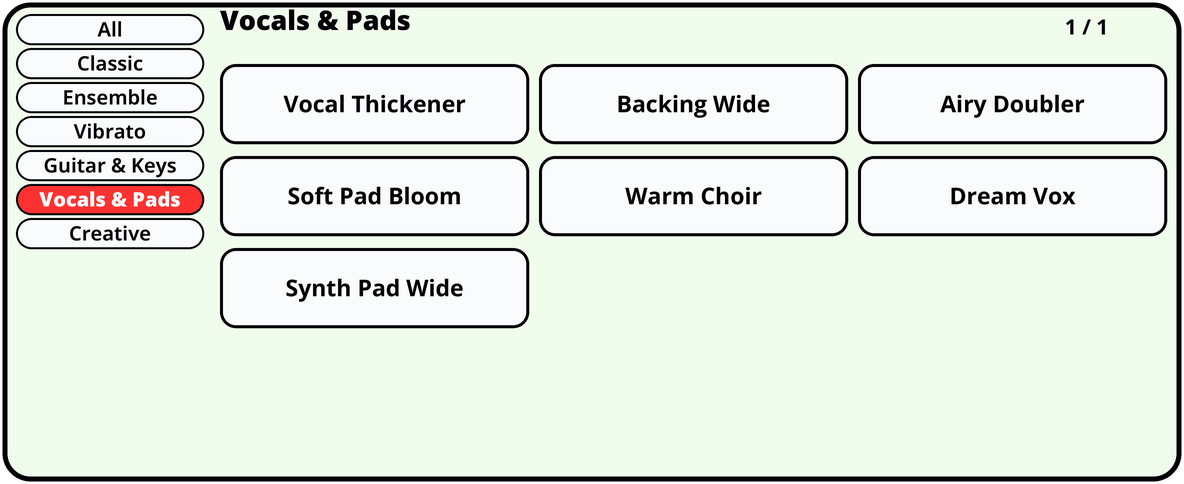 All
Classic
Ensemble
Vibrato
Guitar & Keys
Vocals & Pads
Creative
Vocals & Pads
1 / 1
Vocal Thickener
Backing Wide
Airy Doubler
Soft Pad Bloom
Warm Choir
Dream Vox
Synth Pad Wide